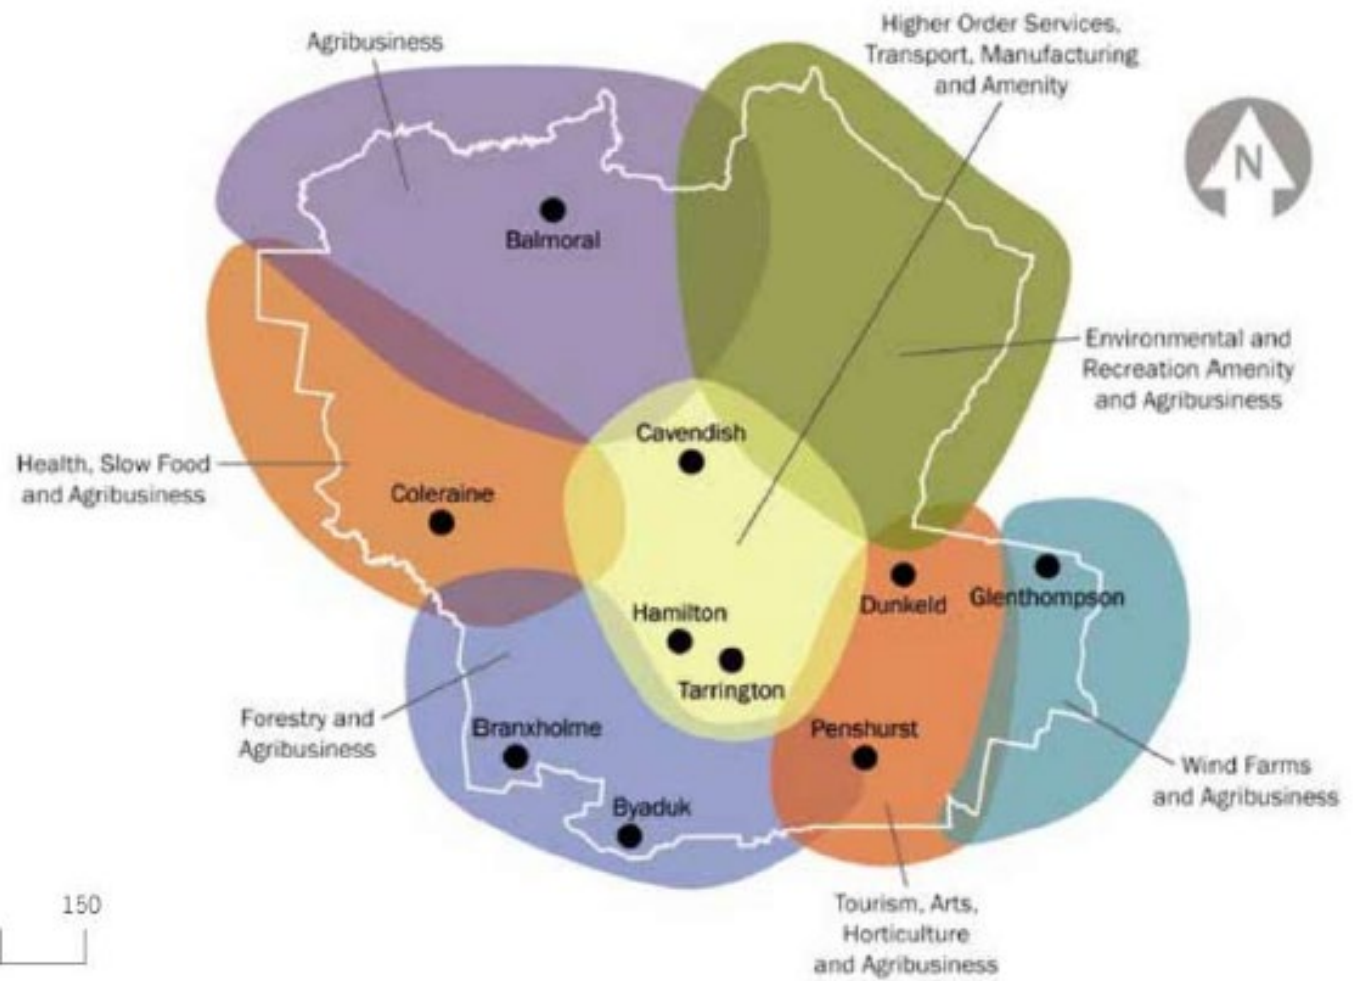 Agribusiness
Higher Order Services,
Transport, Manufacturing
and Amenity
N
Balmoral
Environmental and
Recreation Amenity
and Agribusiness
Cavendish
Health, Slow Food
and Agribusiness
Coleraine
Dunkeld
Glenthompson
Hamilton
Tarrington
Forestry and
Agribusiness
Branxholme
Penshurst
Wind Farms
and Agribusiness
Byaduk
Tourism, Arts,
Horticulture
and Agribusiness
150